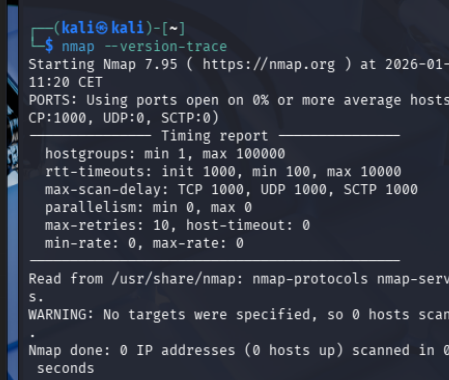 ┌──(kali㉿kali)-[~]
└─$ nmap --version-trace
Starting Nmap 7.95 ( https://nmap.org ) at 2026-01-
11:20 CET
PORTS: Using ports open on 0% or more average hosts
CP:1000, UDP:0, SCTP:0)
--------------- Timing report ---------------
  hostgroups: min 1, max 100000
  rtt-timeouts: init 1000, min 100, max 10000
  max-scan-delay: TCP 1000, UDP 1000, SCTP 1000
  parallelism: min 0, max 0
  max-retries: 10, host-timeout: 0
  min-rate: 0, max-rate: 0
---------------------------------------------
Read from /usr/share/nmap: nmap-protocols nmap-serv
s.
WARNING: No targets were specified, so 0 hosts scan
.
Nmap done: 0 IP addresses (0 hosts up) scanned in 0
 seconds